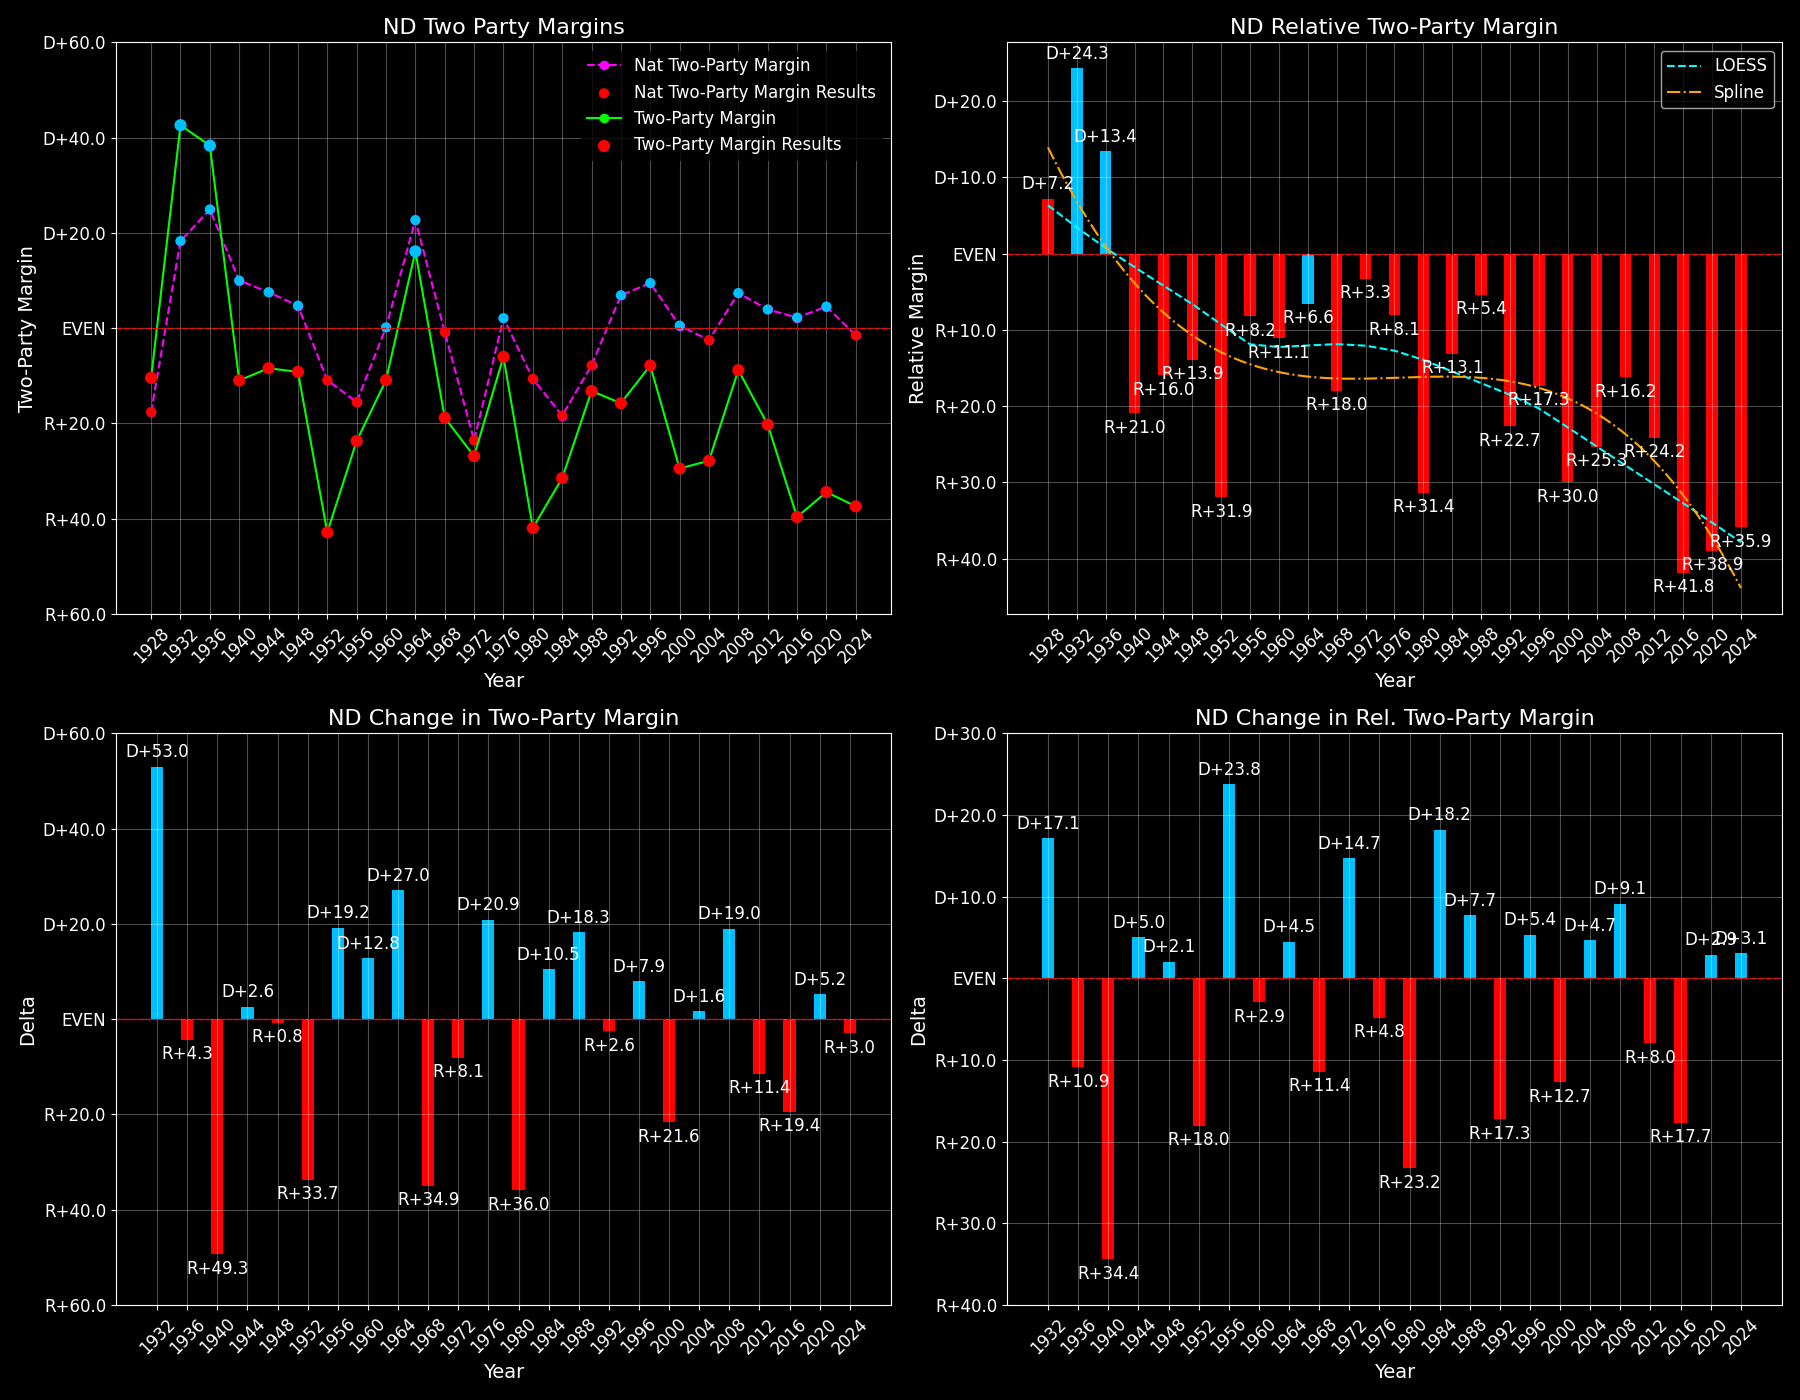 ND Two Party Margins
D+60.0
D+40.0
D+20.0
EVEN
R+20.0
R+40.0
R+60.0
Two-Party Margin
Nat Two-Party Margin
Nat Two-Party Margin Results
Two-Party Margin
Two-Party Margin Results
1928 1932 1936 1940 1944 1948 1952 1956 1960 1964 1968 1972 1976 1980 1984 1988 1992 1996 2000 2004 2008 2012 2016 2020 2024
Year
ND Relative Two-Party Margin
D+20.0
D+10.0
EVEN
R+10.0
R+20.0
R+30.0
R+40.0
Relative Margin
LOESS
Spline
D+7.2
D+24.3
D+13.4
R+21.0
R+16.0
R+13.9
R+31.9
R+8.2
R+11.1
R+6.6
R+18.0
R+3.3
R+8.1
R+31.4
R+13.1
R+5.4
R+22.7
R+17.3
R+30.0
R+25.3
R+16.2
R+24.2
R+41.8
R+38.9
R+35.9
1928 1932 1936 1940 1944 1948 1952 1956 1960 1964 1968 1972 1976 1980 1984 1988 1992 1996 2000 2004 2008 2012 2016 2020 2024
Year
ND Change in Two-Party Margin
D+60.0
D+40.0
D+20.0
EVEN
R+20.0
R+40.0
R+60.0
Delta
D+53.0
R+4.3
R+49.3
D+2.6
R+0.8
R+33.7
D+19.2
D+12.8
D+27.0
R+34.9
R+8.1
D+20.9
R+36.0
D+10.5
D+18.3
R+2.6
D+7.9
R+21.6
D+1.6
D+19.0
R+11.4
R+19.4
D+5.2
R+3.0
1932 1936 1940 1944 1948 1952 1956 1960 1964 1968 1972 1976 1980 1984 1988 1992 1996 2000 2004 2008 2012 2016 2020 2024
Year
ND Change in Rel. Two-Party Margin
D+30.0
D+20.0
D+10.0
EVEN
R+10.0
R+20.0
R+30.0
R+40.0
Delta
D+17.1
R+10.9
R+34.4
D+5.0
D+2.1
R+18.0
D+23.8
R+2.9
D+4.5
R+11.4
D+14.7
R+4.8
R+23.2
D+18.2
D+7.7
R+17.3
D+5.4
R+12.7
D+4.7
D+9.1
R+8.0
R+17.7
D+2.9
D+3.1
1932 1936 1940 1944 1948 1952 1956 1960 1964 1968 1972 1976 1980 1984 1988 1992 1996 2000 2004 2008 2012 2016 2020 2024
Year